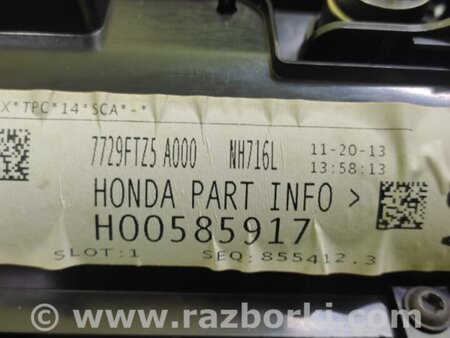 X*TPC*14*SCA*-*
7729FTZ5 A000 NH716L 11-20-13
13:58:13
HONDA PART INFO >
H00585917
SLOT:1 SEQ:855412.3
www.razborki.com